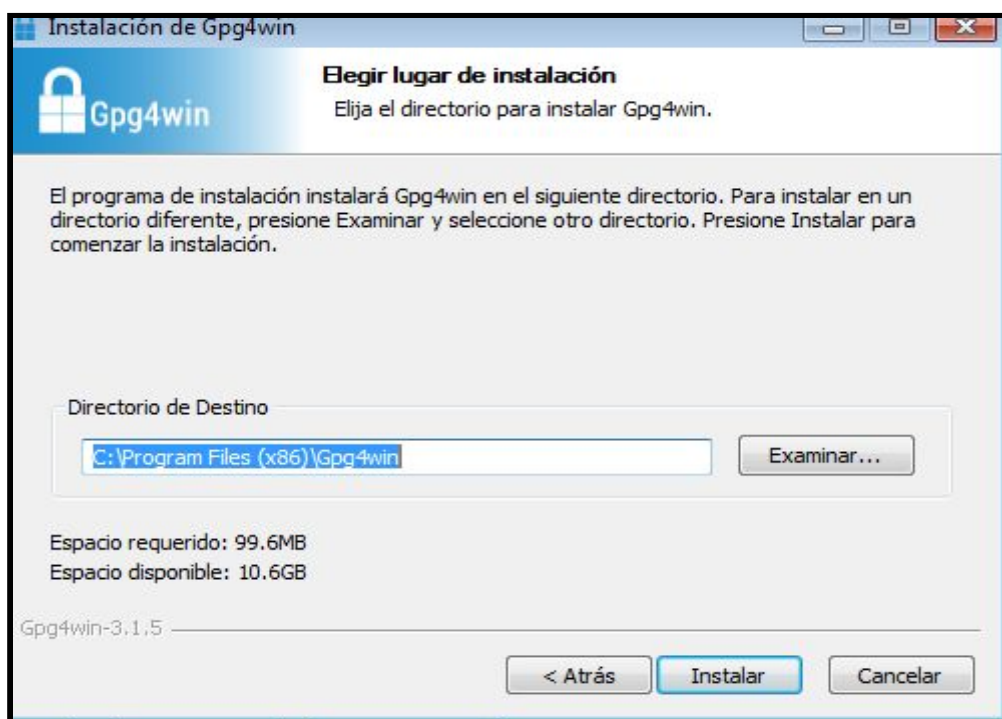 Instalación de Gpg4win
Gpg4win
Elegir lugar de instalación
Elija el directorio para instalar Gpg4win.
El programa de instalación instalará Gpg4win en el siguiente directorio. Para instalar en un
directorio diferente, presione Examinar y seleccione otro directorio. Presione Instalar para
comenzar la instalación.
Directorio de Destino
C:\Program Files (x86)\Gpg4win
Examinar...
Espacio requerido: 99.6MB
Espacio disponible: 10.6GB
Gpg4win-3.1.5
< Atrás
Instalar
Cancelar